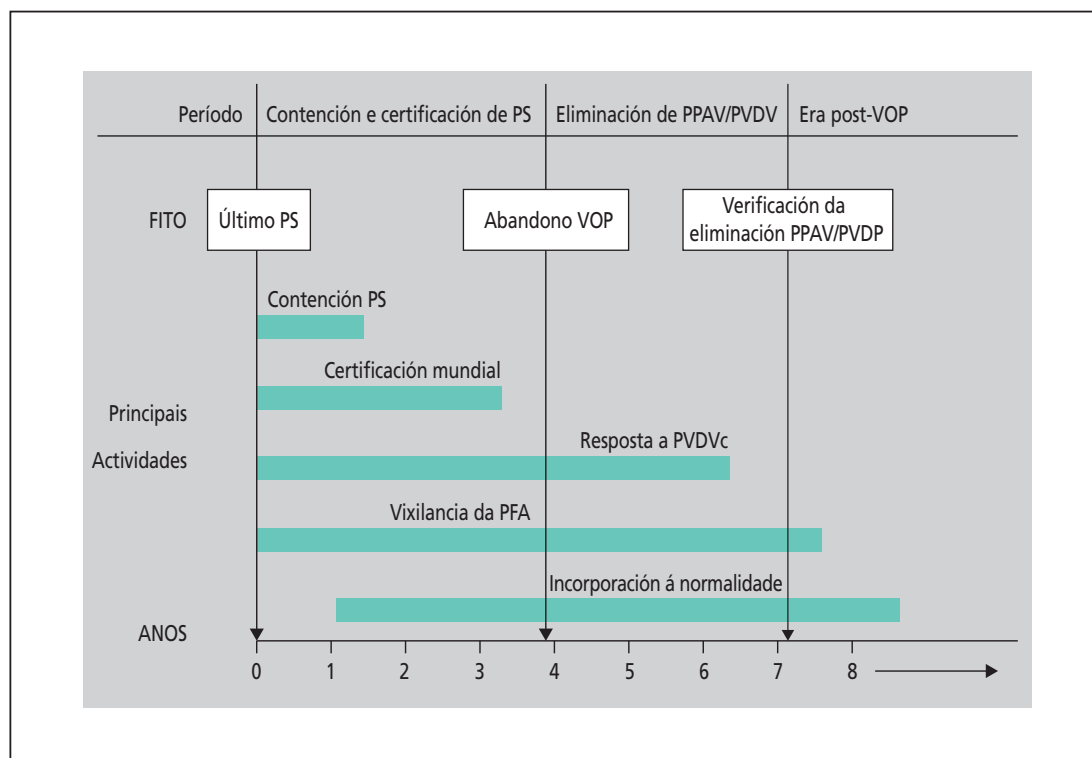 Período Contención e certificación de PS Eliminación de PPAV/PVDV Era post-VOP
FITO Último PS Abandono VOP Verificación da
eliminación PPAV/PVDP
Contención PS
Certificación mundial
Principais
Actividades
Resposta a PVDVc
Vixilancia da PFA
Incorporación á normalidade
ANOS
0 1 2 3 4 5 6 7 8